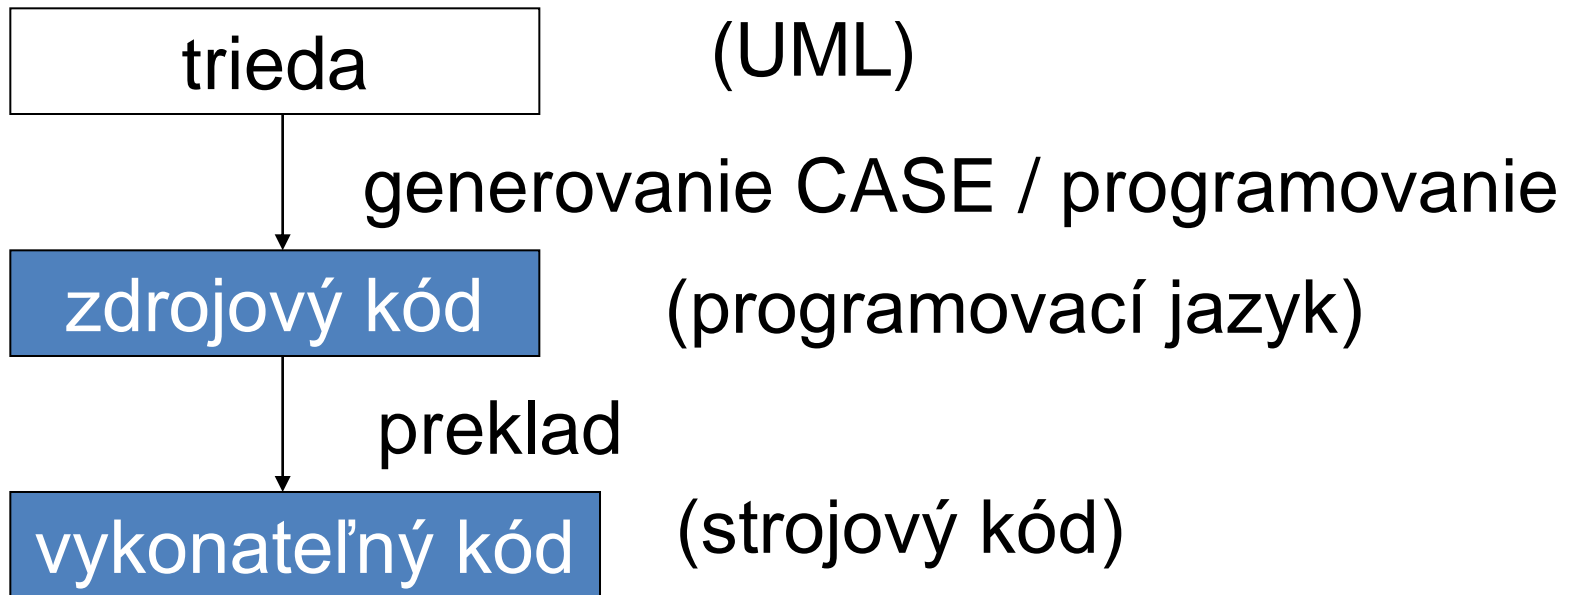 trieda
(UML)
generovanie CASE / programovanie
zdrojový kód
(programovací jazyk)
preklad
vykonateľný kód
(strojový kód)